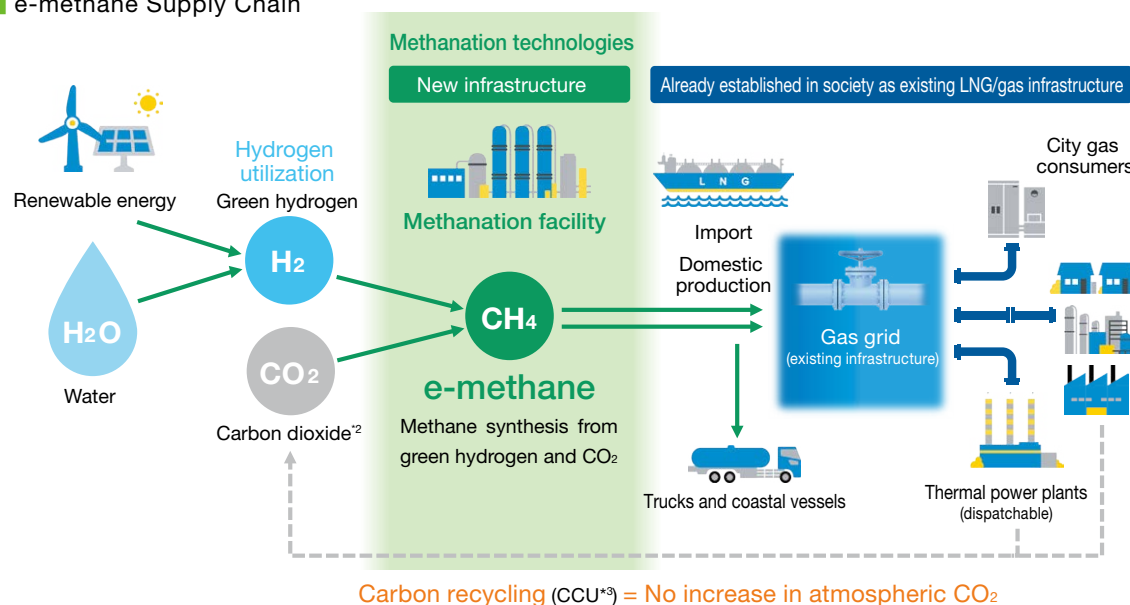 e-methane Supply Chain
Methanation technologies
New infrastructure
Already established in society as existing LNG/gas infrastructure
Renewable energy
Hydrogen
utilization
Green hydrogen
H2
H2O
Water
CO2
Carbon dioxide*2
Methanation facility
CH4
e-methane
Methane synthesis from
green hydrogen and CO2
LNG
Import
Domestic
production
Trucks and coastal vessels
Gas grid
(existing infrastructure)
City gas
consumers
Thermal power plants
(dispatchable)
Carbon recycling (CCU*3) = No increase in atmospheric CO2